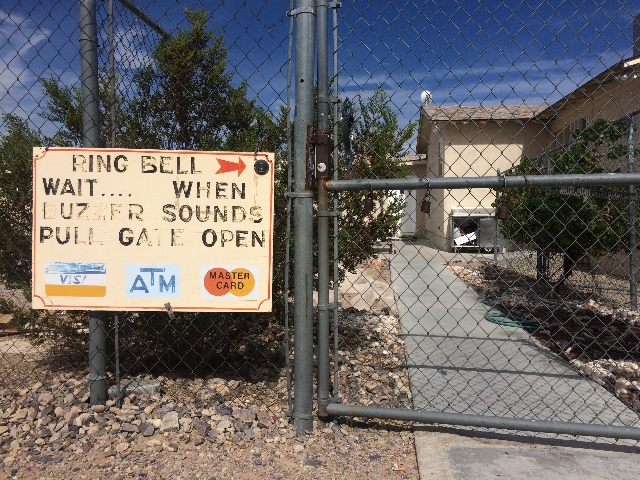 RING BELL
WAIT.... WHEN
BUZZER SOUNDS
PULL GATE OPEN
VISA ATM MASTER
CARD